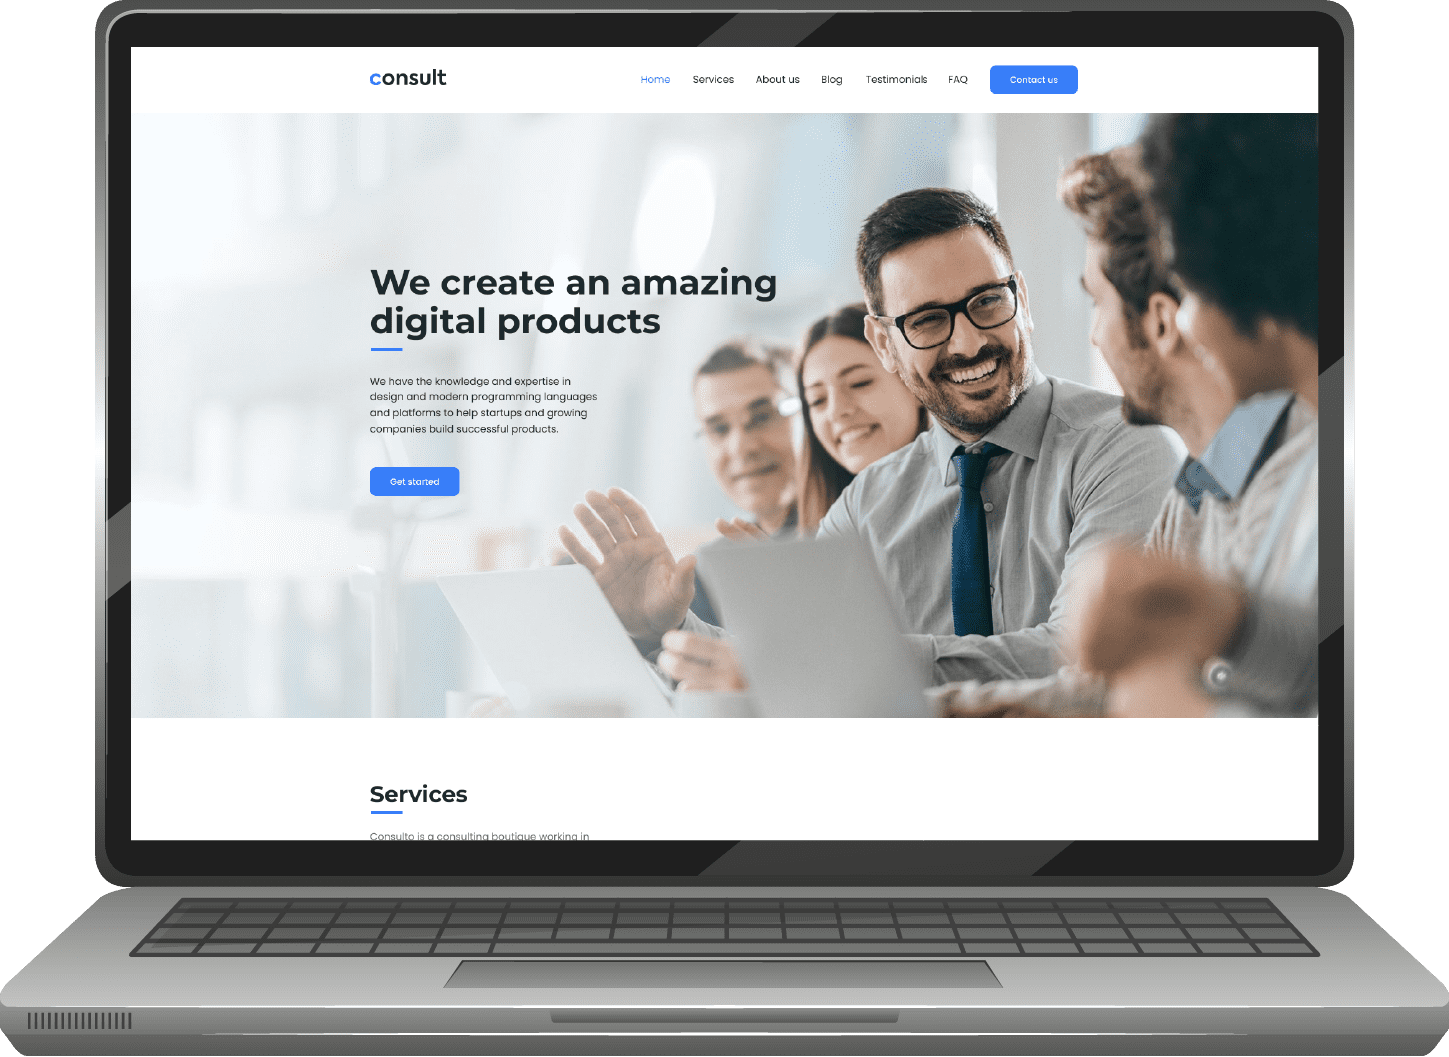 consult
Home Services About us Blog Testimonials FAQ Contact us
We create an amazing
digital products
We have the knowledge and expertise in
design and modern programming languages
and platforms to help startups and growing
companies build successful products.
Get started
Services
Consulto is a consulting boutique working in